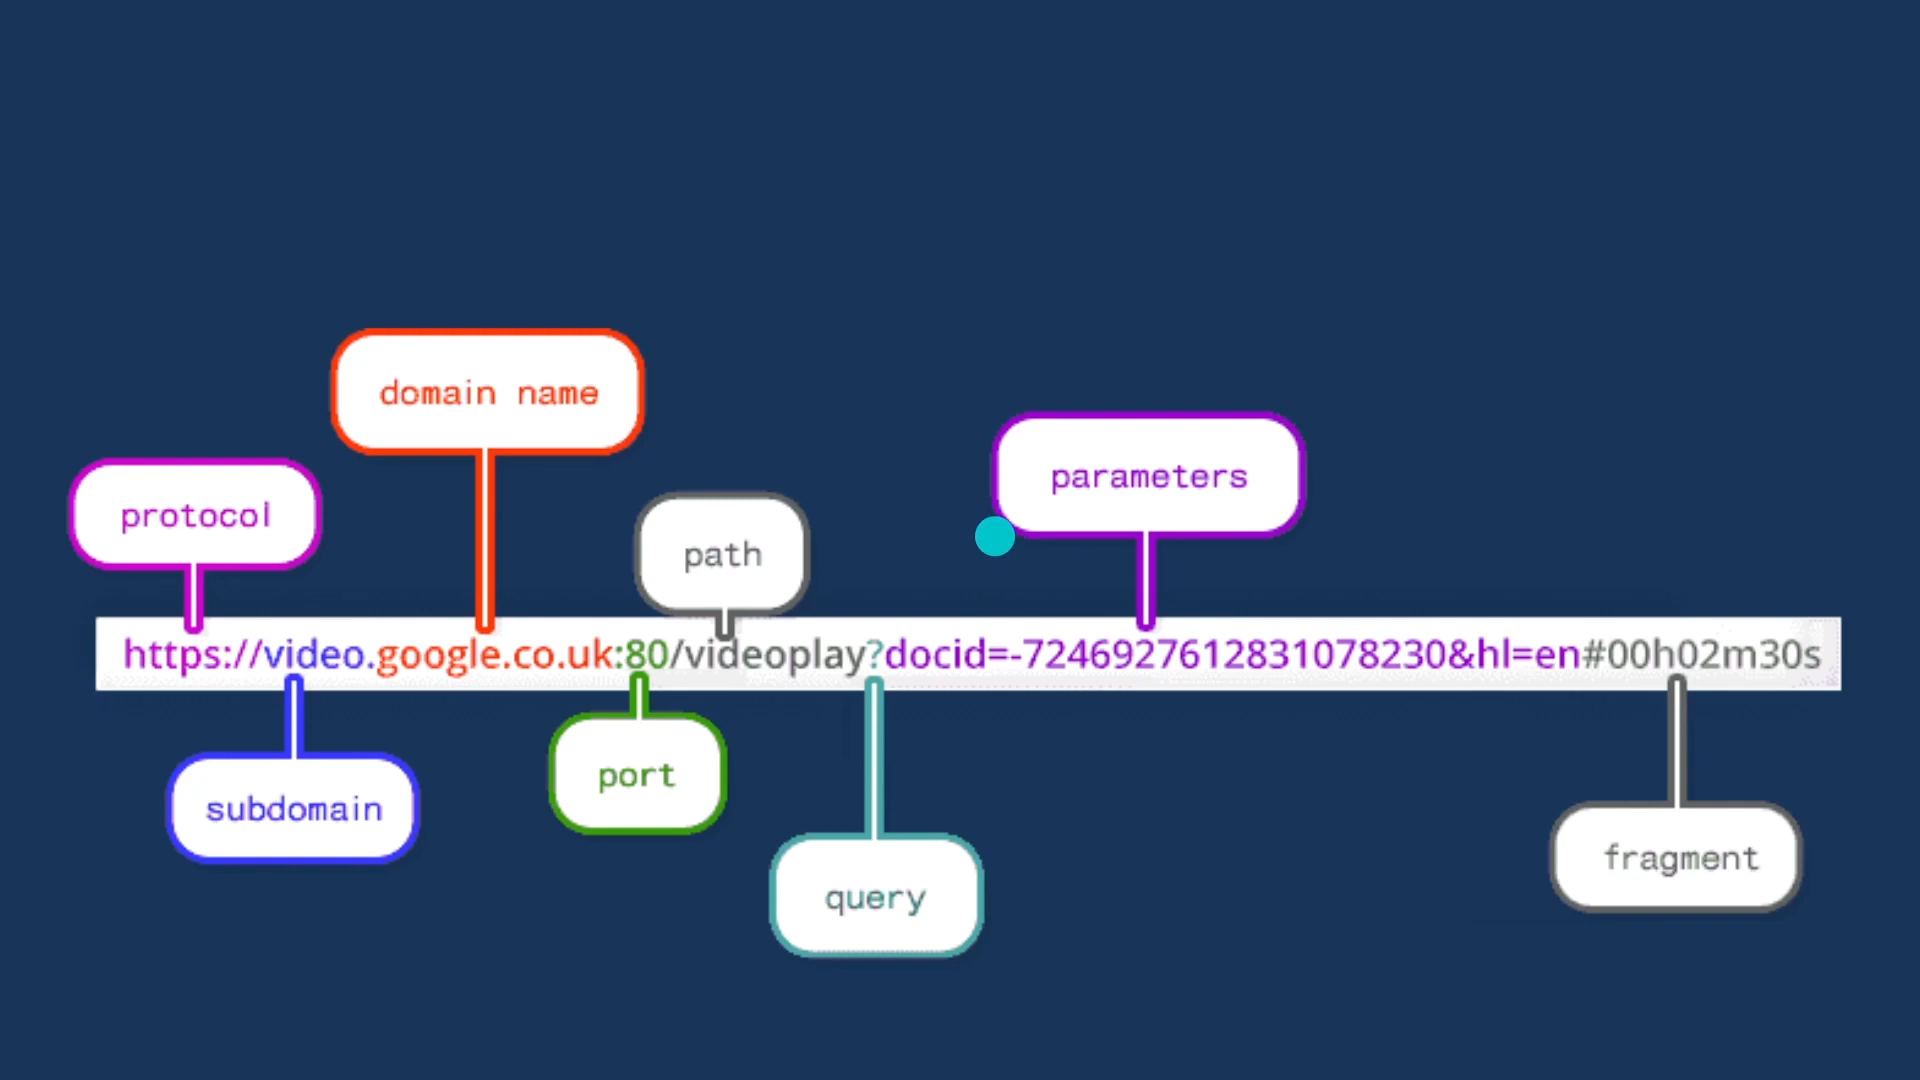 domain name
parameters
protocol
path
https://video.google.co.uk:80/videoplay?docid=-7246927612831078230&hl=en#00h02m30s
port
subdomain
fragment
query